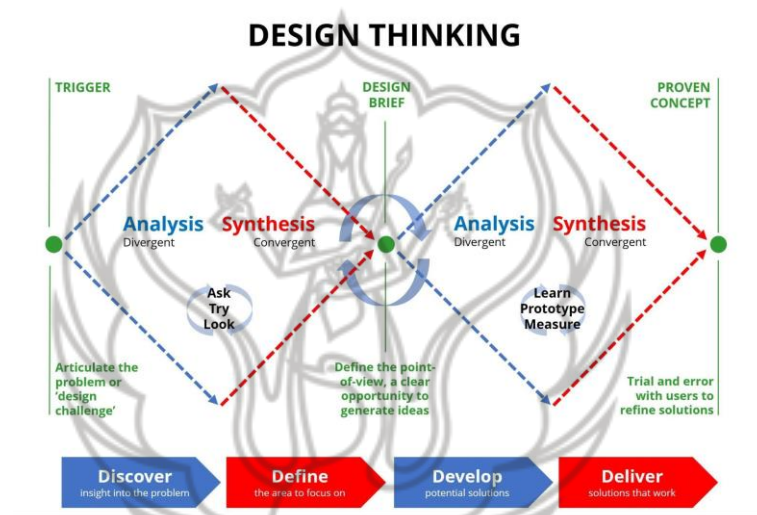 DESIGN THINKING
TRIGGER
DESIGN
BRIEF
PROVEN
CONCEPT
Analysis
Divergent
Synthesis
Convergent
Analysis
Divergent
Synthesis
Convergent
Ask
Try
Look
Learn
Prototype
Measure
Articulate the
problem or
‘design
challenge’
Define the point-
of-view, a clear
opportunity to
generate ideas
Trial and error
with users to
refine solutions
Discover
insight into the problem
Define
the area to focus on
Develop
potential solutions
Deliver
solutions that work